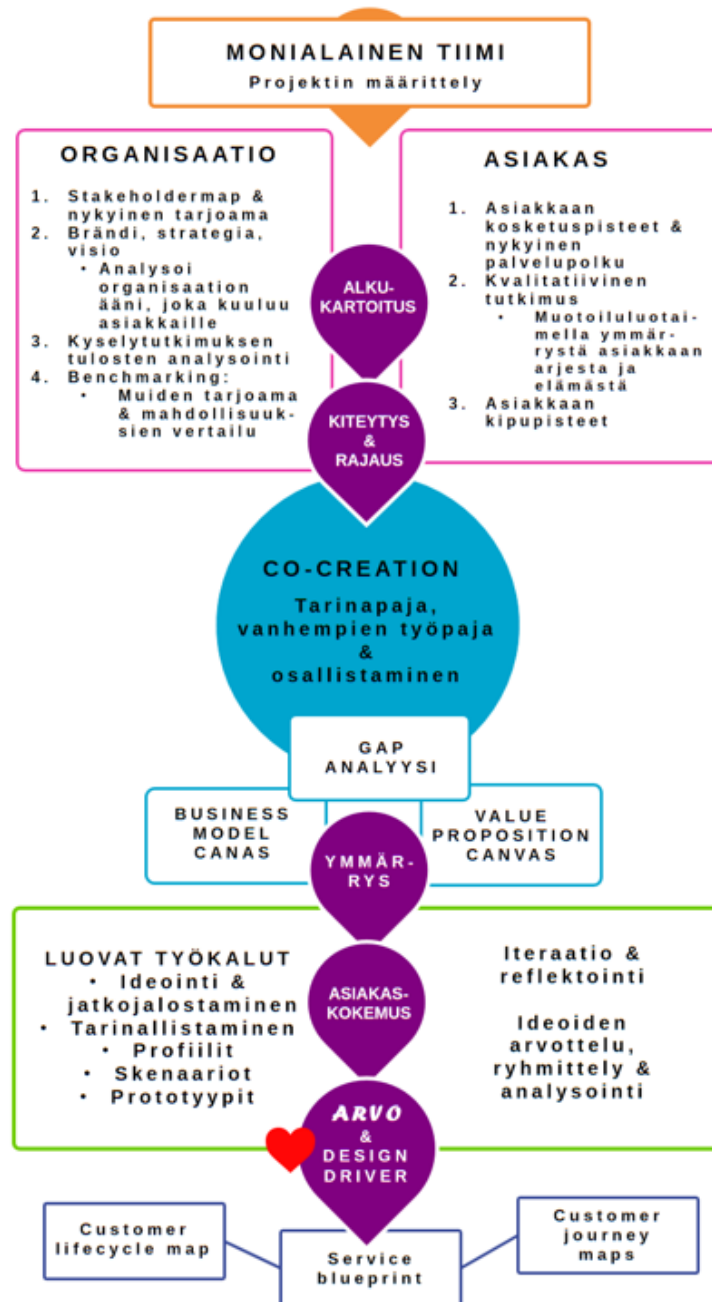 MONIALAINEN TIIMI
Projektin määrittely
ORGANISAATIO
1. Stakeholdermap &
nykyinen tarjoama
2. Brändi, strategia,
visio
• Analysoi
organisaation
ääni, joka kuuluu
asiakkaille
3. Kyselytutkimuksen
tulosten analysointi
4. Benchmarking:
• Muiden tarjoama
& mahdollisuuk-
sien vertailu
ALKU-
KARTOITUS
ASIAKAS
1. Asiakkaan
kosketuspisteet &
nykyinen
palvelupolku
2. Kvalitatiivinen
tutkimus
• Muotoiluluotai-
mella ymmär-
rystä asiakkaan
arjesta ja
elämästä
3. Asiakkaan
kipupisteet
KITEYTYS
&
RAJAUS
CO-CREATION
Tarinapaja,
vanhempien työpaja
&
osallistaminen
GAP
ANALYYSI
BUSINESS
MODEL
CANAS
VALUE
PROPOSITION
CANVAS
YMMÄR-
RYS
LUOVAT TYÖKALUT
• Ideointi &
jatkojalostaminen
• Tarinallistaminen
• Profiilit
• Skenaariot
• Prototyypit
ASIAKAS-
KOKEMUS
Iteraatio &
reflektointi
Ideoiden
arvottelu,
ryhmittely &
analysointi
ARVO
&
DESIGN
DRIVER
Customer
lifecycle map
Service
blueprint
Customer
journey
maps